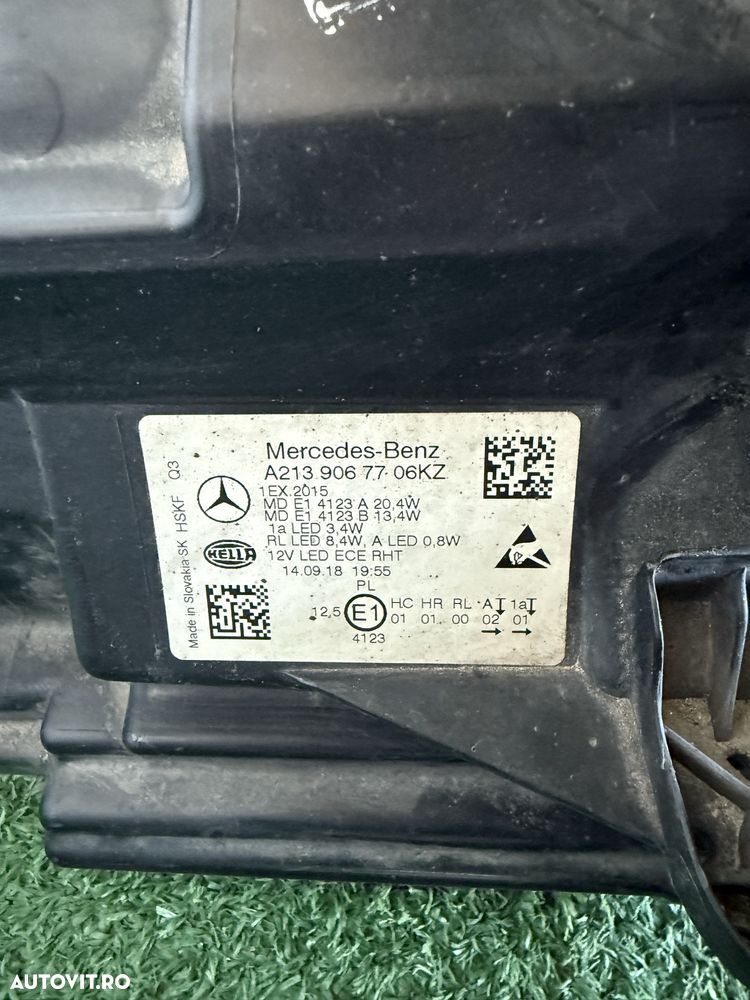 Mercedes-Benz
A213 906 77 06KZ
1EX.2015
MD E1 4123 A 20,4W
MD E1 4123 B 13,4W
1a LED 3,4W
RL LED 8,4W, A LED 0,8W
12V LED ECE RHT
14.09.18 19:55
PL
12,5 E1 HC HR RL A 1a
01 01 00 02 01
4123
HELLA
Made in Slovakia SK HSKF Q3
AUTOVIT.RO